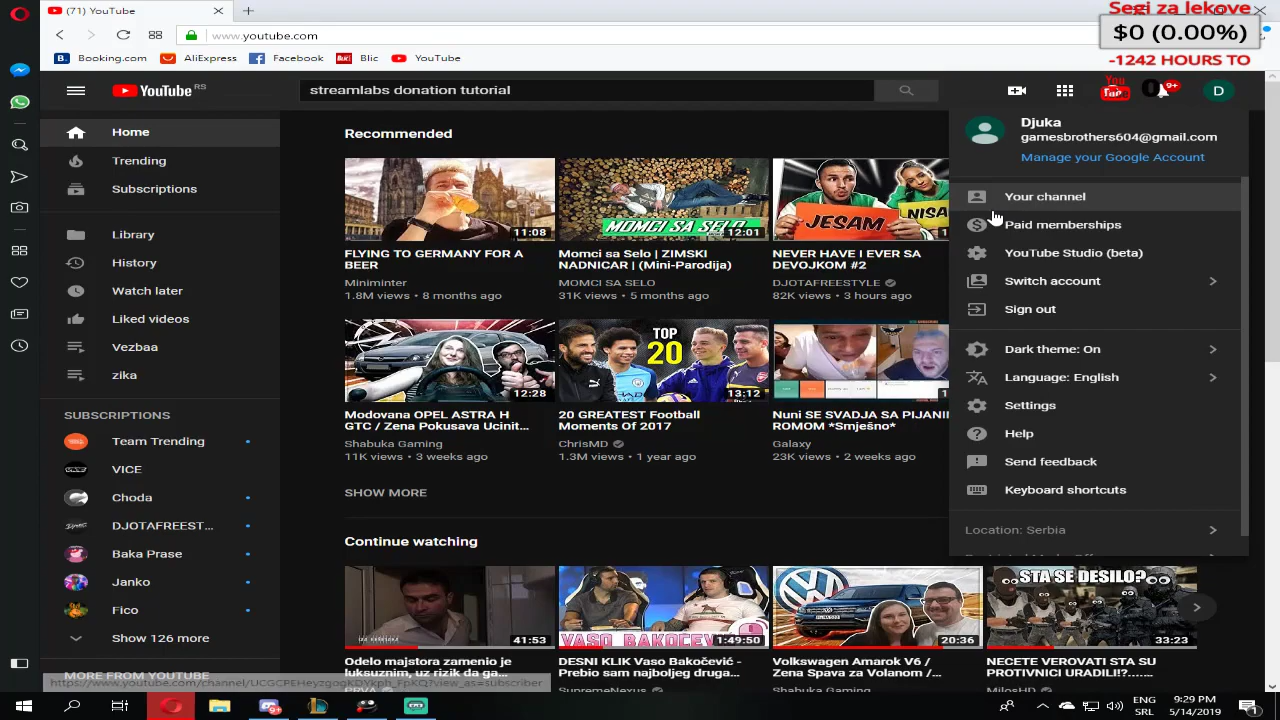 (71) YouTube
Segi za lekove
$0 (0.00%)
-1242 HOURS TO
www.youtube.com
Booking.com
AliExpress
Facebook
Blic
YouTube
YouTube RS
streamlabs donation tutorial
9+
D
Home
Trending
Subscriptions
Library
History
Watch later
Liked videos
Vezbaa
zika
SUBSCRIPTIONS
Team Trending
VICE
Choda
DJOTAFREEST...
Baka Prase
Janko
Fico
Show 126 more
MORE FROM YOUTUBE
Recommended
11:08
FLYING TO GERMANY FOR A
BEER
Miniminter
1.8M views • 8 months ago
MOMCI SA SELO
12:01
Momci sa Selo | ZIMSKI
NADNICAR | (Mini-Parodija)
MOMCI SA SELO
31K views • 5 months ago
JESAM
NISA
NEVER HAVE I EVER SA
DEVOJKOM #2
DJOTAFREESTYLE
82K views • 3 hours ago
12:28
Modovana OPEL ASTRA H
GTC / Zena Pokusava Ucinit...
Shabuka Gaming
11K views • 3 weeks ago
TOP
20
13:12
20 GREATEST Football
Moments Of 2017
ChrisMD
1.3M views • 1 year ago
Nuni SE SVADJA SA PIJANI
ROMOM *Smješno*
Galaxy
23K views • 2 weeks ago
SHOW MORE
Continue watching
41:53
Odelo majstora zamenio je
luksuznim, uz rizik da ga...
PRVA
VASO BAKOČEV
1:49:50
DESNI KLIK Vaso Bakočević -
Prebio sam najboljeg druga...
SupremeNexus
20:36
Volkswagen Amarok V6 /
Zena Spava za Volanom /...
Shabuka Gaming
STA SE DESILO?
33:23
NECETE VEROVATI STA SU
PROTIVNICI URADILI!?....
MilosHD
Djuka
gamesbrothers604@gmail.com
Manage your Google Account
Your channel
Paid memberships
YouTube Studio (beta)
Switch account
Sign out
Dark theme: On
Language: English
Settings
Help
Send feedback
Keyboard shortcuts
Location: Serbia
ENG
SRL
9:29 PM
5/14/2019
1